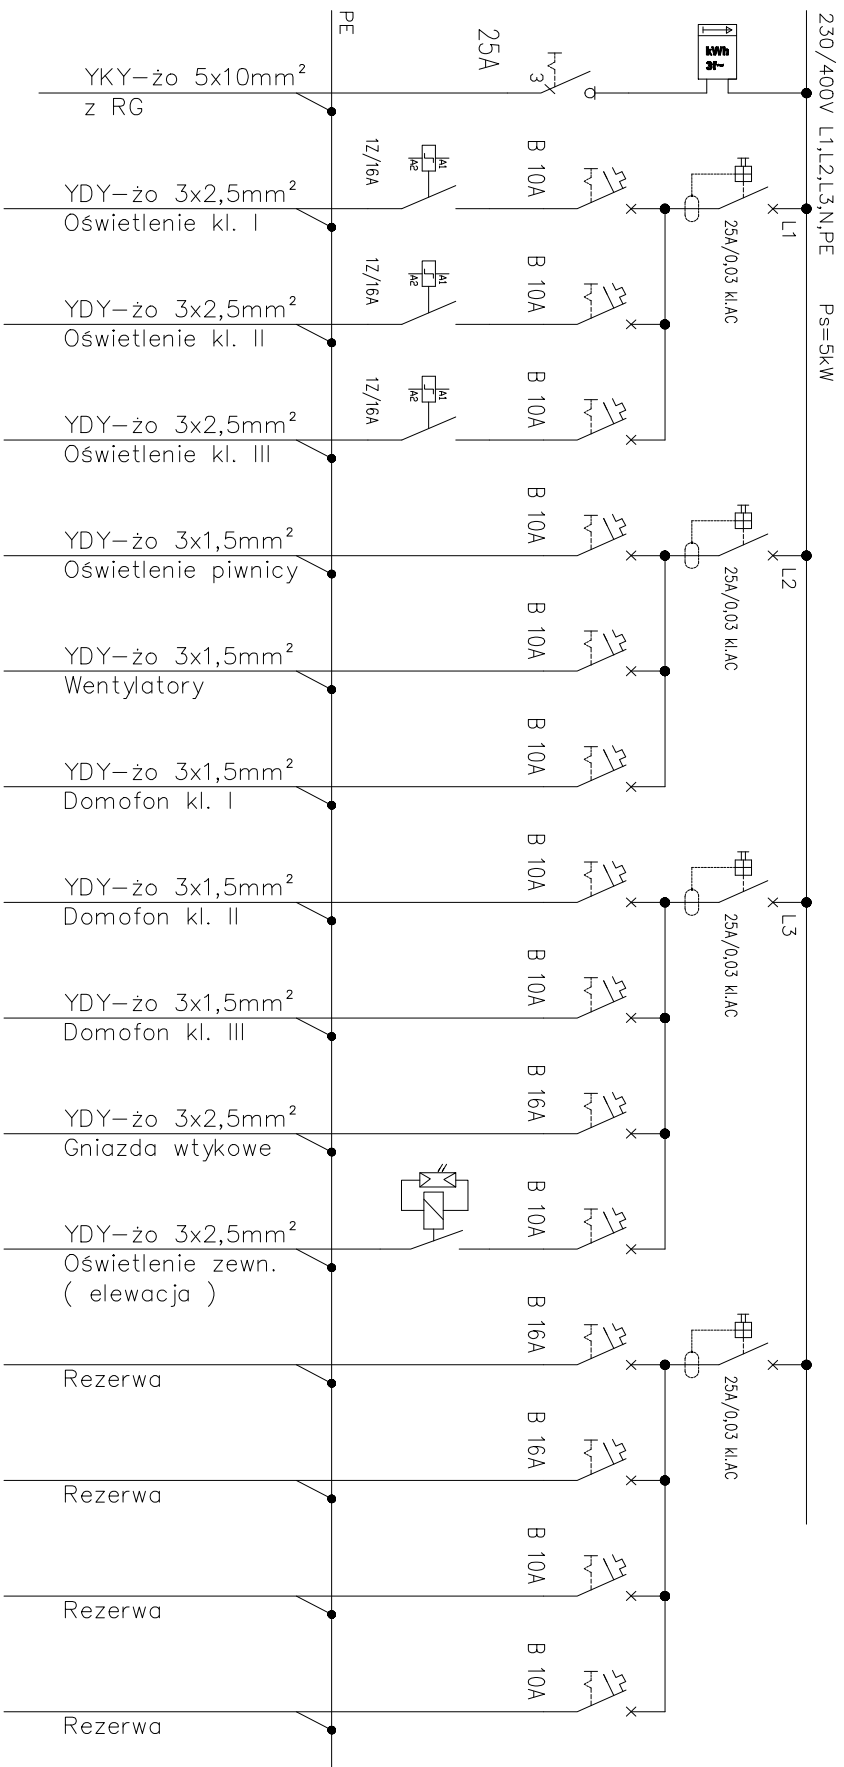 230/400V L1,L2,L3,N,PE Ps=5kW
PE
kWh
3f~
25A
3
YKY-żo 5x10mm²
z RG
L1
25A/0,03 kl.AC
B 10A
1Z/16A
A1
A2
YDY-żo 3x2,5mm²
Oświetlenie kl. I
B 10A
1Z/16A
A1
A2
YDY-żo 3x2,5mm²
Oświetlenie kl. II
B 10A
1Z/16A
A1
A2
YDY-żo 3x2,5mm²
Oświetlenie kl. III
L2
25A/0,03 kl.AC
B 10A
YDY-żo 3x1,5mm²
Oświetlenie piwnicy
B 10A
YDY-żo 3x1,5mm²
Wentylatory
B 10A
YDY-żo 3x1,5mm²
Domofon kl. I
L3
25A/0,03 kl.AC
B 10A
YDY-żo 3x1,5mm²
Domofon kl. II
B 10A
YDY-żo 3x1,5mm²
Domofon kl. III
B 16A
YDY-żo 3x2,5mm²
Gniazda wtykowe
B 10A
YDY-żo 3x2,5mm²
Oświetlenie zewn.
( elewacja )
25A/0,03 kl.AC
B 16A
Rezerwa
B 16A
Rezerwa
B 10A
Rezerwa
B 10A
Rezerwa